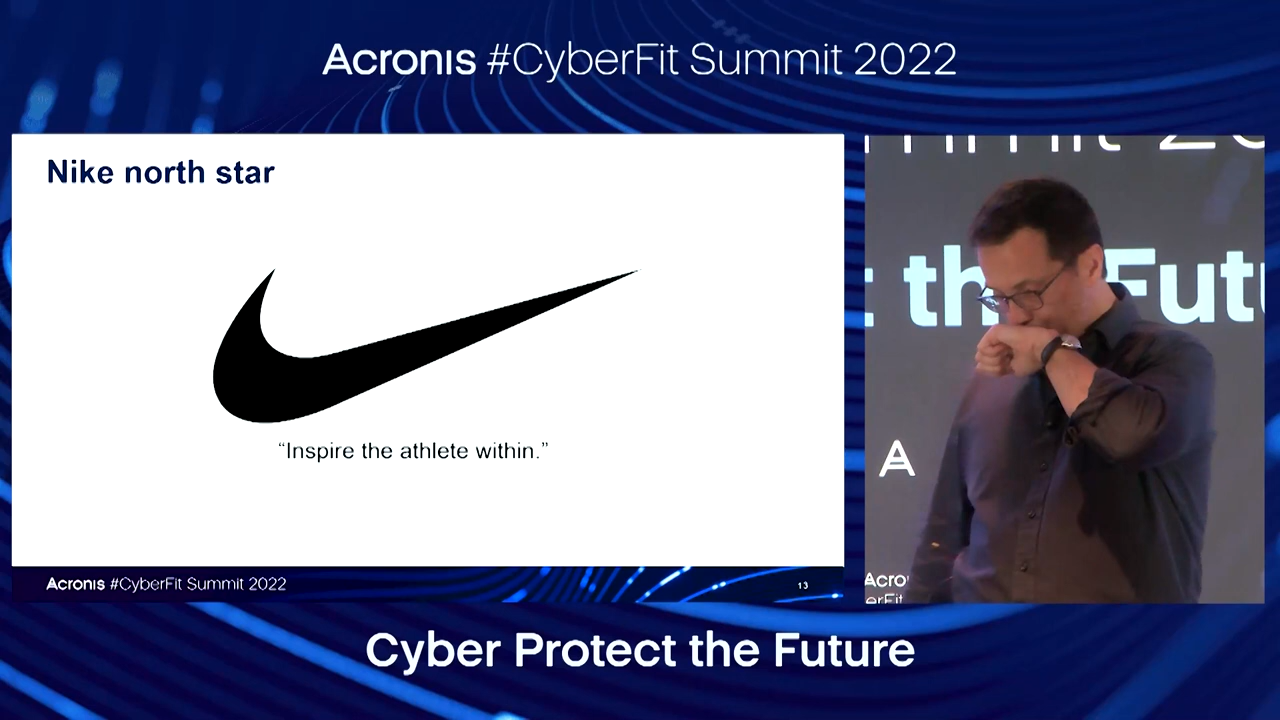 Acronis #CyberFit Summit 2022
Nike north star
“Inspire the athlete within.”
Acronis #CyberFit Summit 2022
13
Cyber Protect the Future